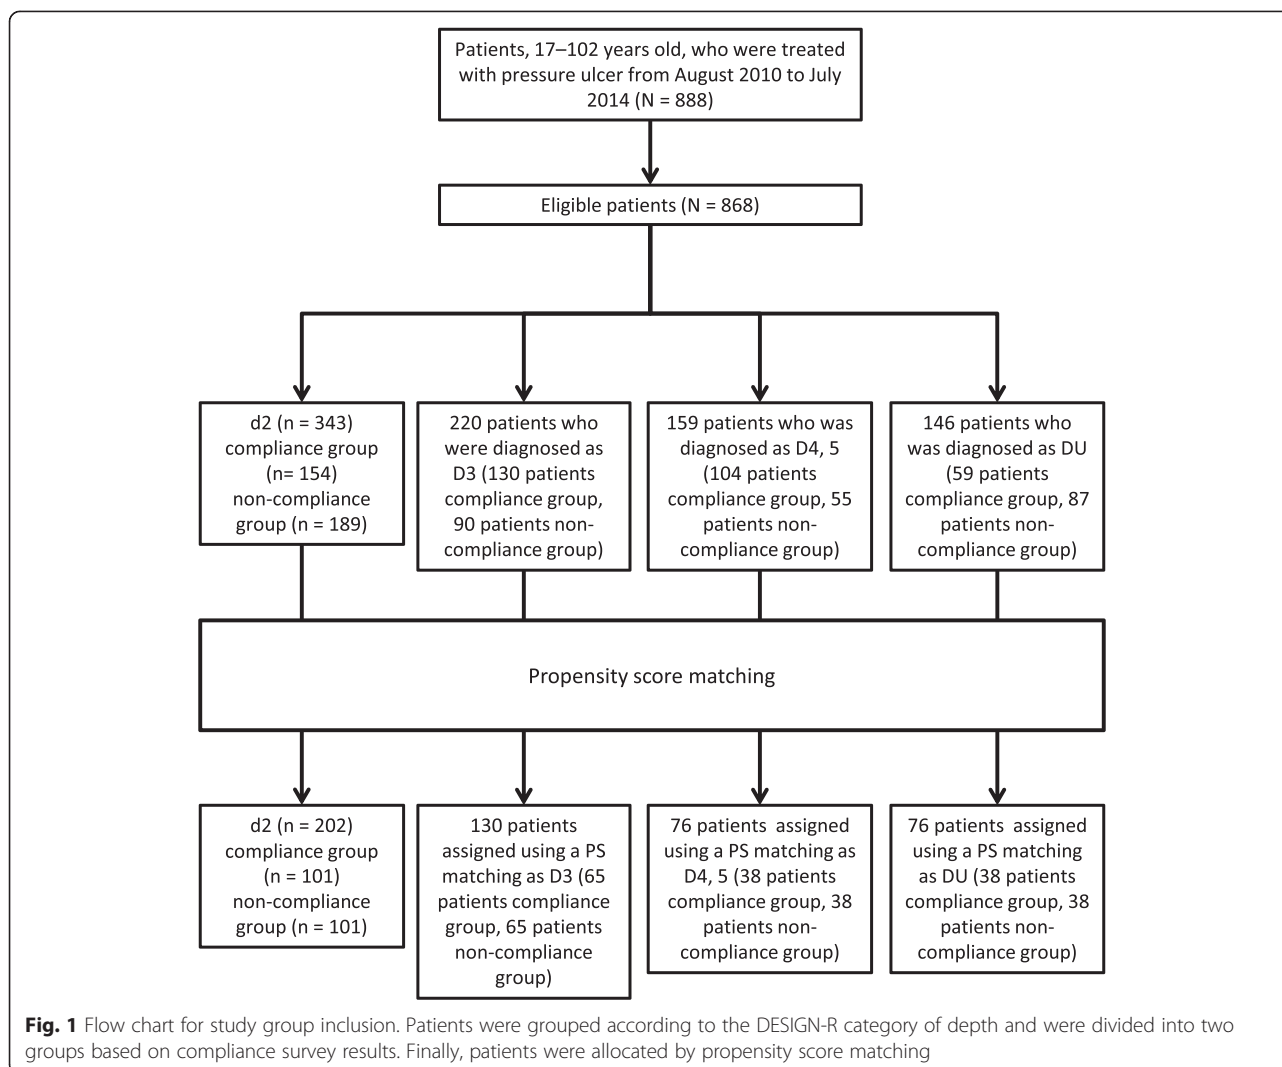 Patients, 17–102 years old, who were treated
with pressure ulcer from August 2010 to July
2014 (N = 888)
Eligible patients (N = 868)
d2 (n = 343)
compliance group
(n= 154)
non-compliance
group (n = 189)
220 patients who
were diagnosed as
D3 (130 patients
compliance group,
90 patients non-
compliance group)
159 patients who was
diagnosed as D4, 5
(104 patients
compliance group, 55
patients non-
compliance group)
146 patients who
was diagnosed as DU
(59 patients
compliance group, 87
patients non-
compliance group)
Propensity score matching
d2 (n = 202)
compliance group
(n = 101)
non-compliance
group (n = 101)
130 patients
assigned using a PS
matching as D3 (65
patients compliance
group, 65 patients
non-compliance
group)
76 patients assigned
using a PS matching as
D4, 5 (38 patients
compliance group, 38
patients non-
compliance group)
76 patients assigned
using a PS matching
as DU (38 patients
compliance group, 38
patients non-
compliance group)
Fig. 1 Flow chart for study group inclusion. Patients were grouped according to the DESIGN-R category of depth and were divided into two
groups based on compliance survey results. Finally, patients were allocated by propensity score matching